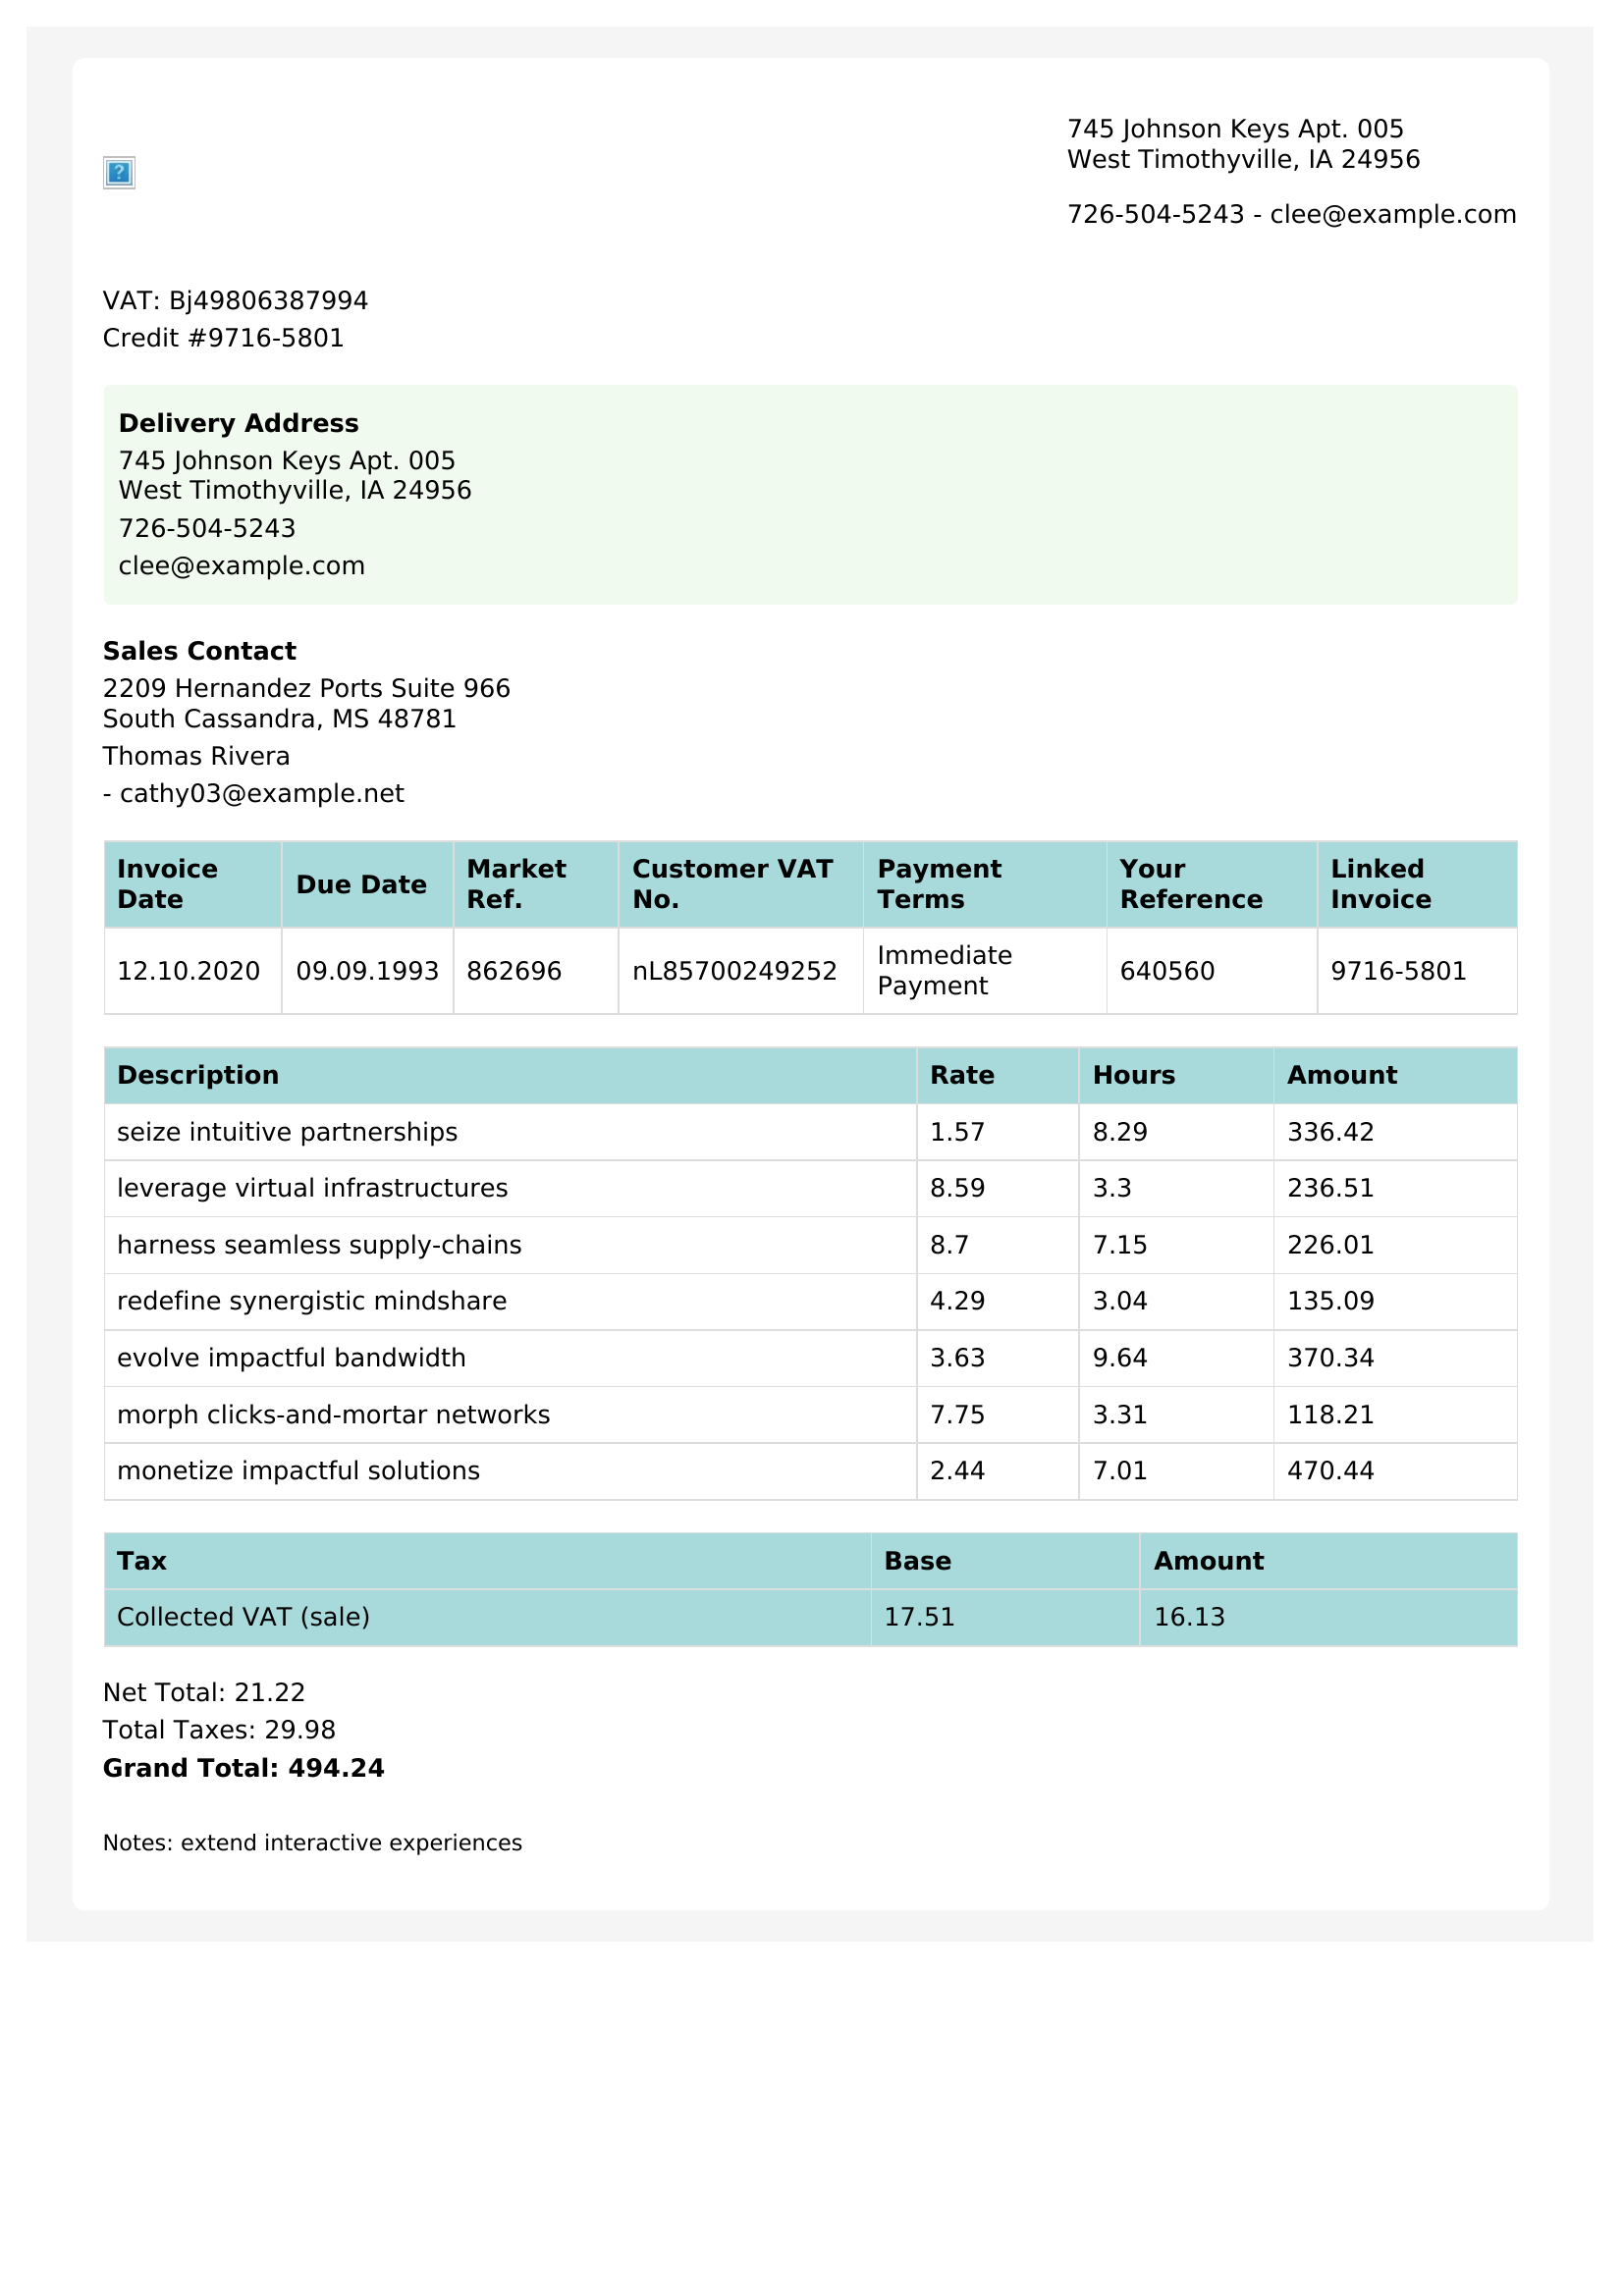 745 Johnson Keys Apt. 005
West Timothyville, IA 24956
726-504-5243 - clee@example.com
VAT: Bj49806387994
Credit #9716-5801
Delivery Address
745 Johnson Keys Apt. 005
West Timothyville, IA 24956
726-504-5243
clee@example.com
Sales Contact
2209 Hernandez Ports Suite 966
South Cassandra, MS 48781
Thomas Rivera
- cathy03@example.net
Invoice Date Due Date Market Ref. Customer VAT No. Payment Terms Your Reference Linked Invoice
12.10.2020 09.09.1993 862696 nL85700249252 Immediate Payment 640560 9716-5801
Description Rate Hours Amount
seize intuitive partnerships 1.57 8.29 336.42
leverage virtual infrastructures 8.59 3.3 236.51
harness seamless supply-chains 8.7 7.15 226.01
redefine synergistic mindshare 4.29 3.04 135.09
evolve impactful bandwidth 3.63 9.64 370.34
morph clicks-and-mortar networks 7.75 3.31 118.21
monetize impactful solutions 2.44 7.01 470.44
Tax Base Amount
Collected VAT (sale) 17.51 16.13
Net Total: 21.22
Total Taxes: 29.98
Grand Total: 494.24
Notes: extend interactive experiences